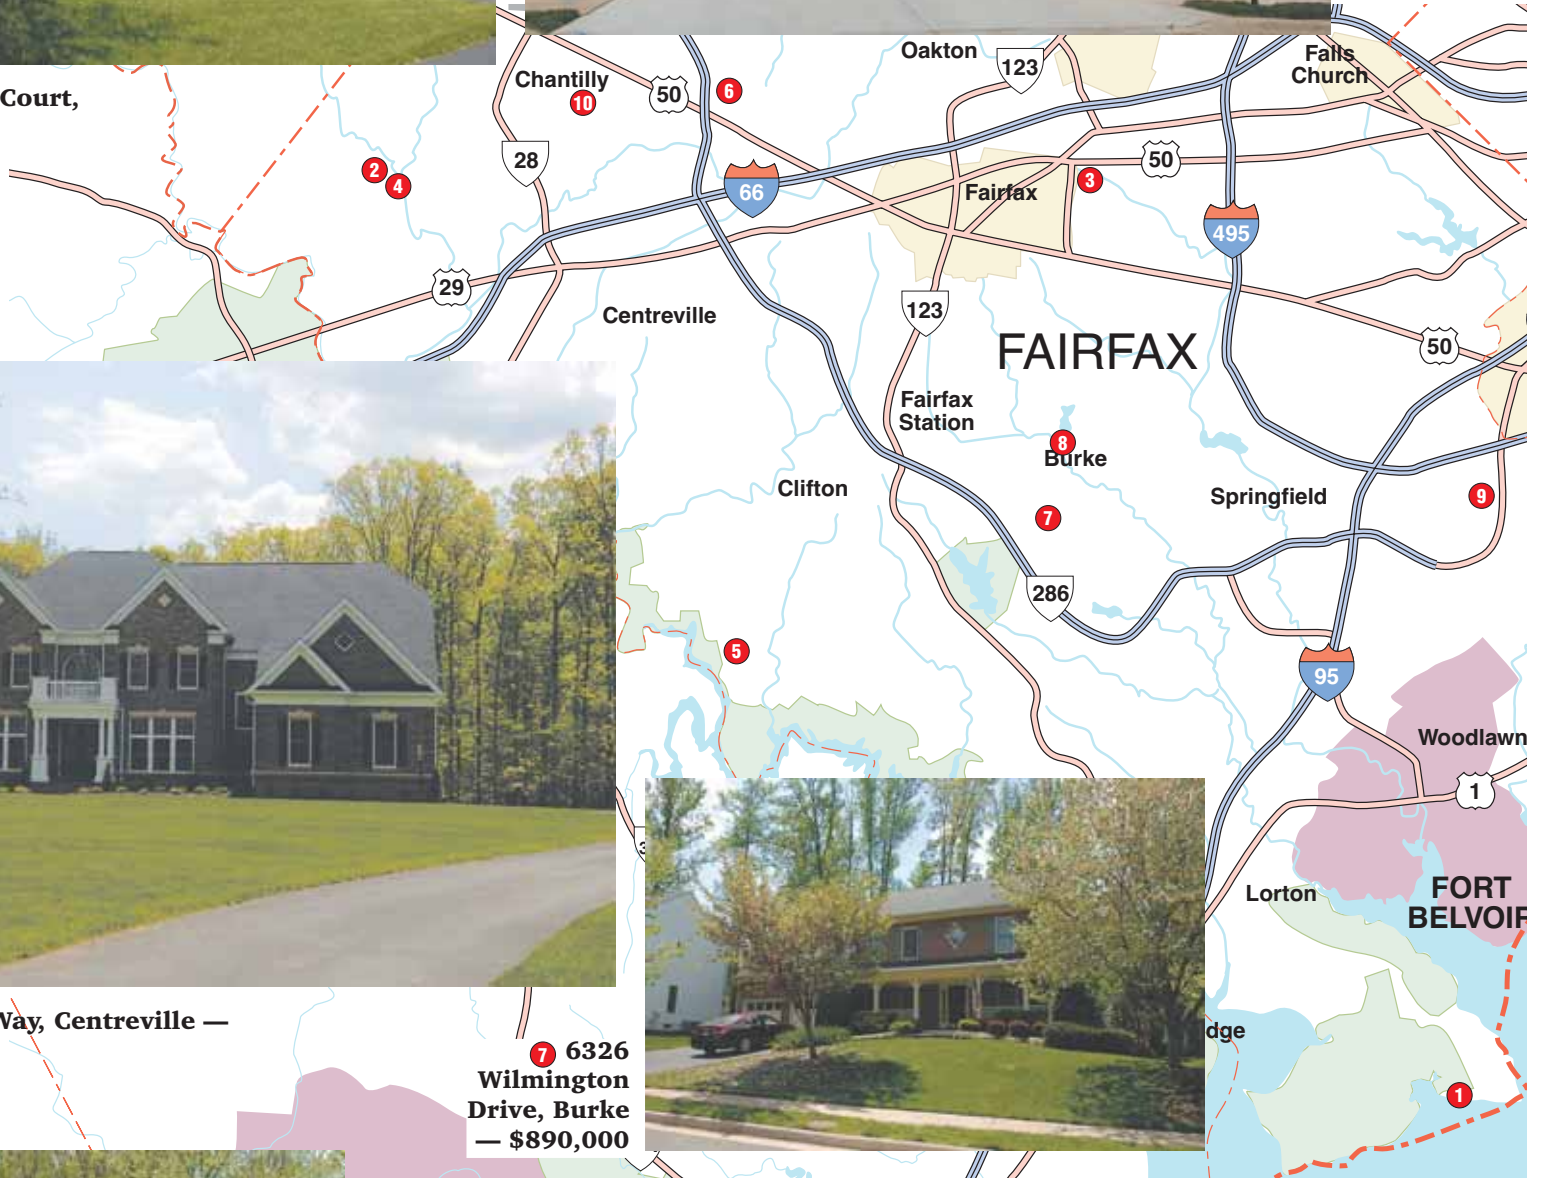 Court,
Chantilly
10
50
6
Oakton
123
Falls
Church
28
2
4
66
50
3
Fairfax
495
29
Centreville
123
FAIRFAX
50
Fairfax
Station
8
Burke
Clifton
Springfield
9
7
286
5
95
Woodlawn
1
Lorton
FORT
BELVOIR
Way, Centreville —
dge
7 6326
Wilmington
Drive, Burke
— $890,000
1